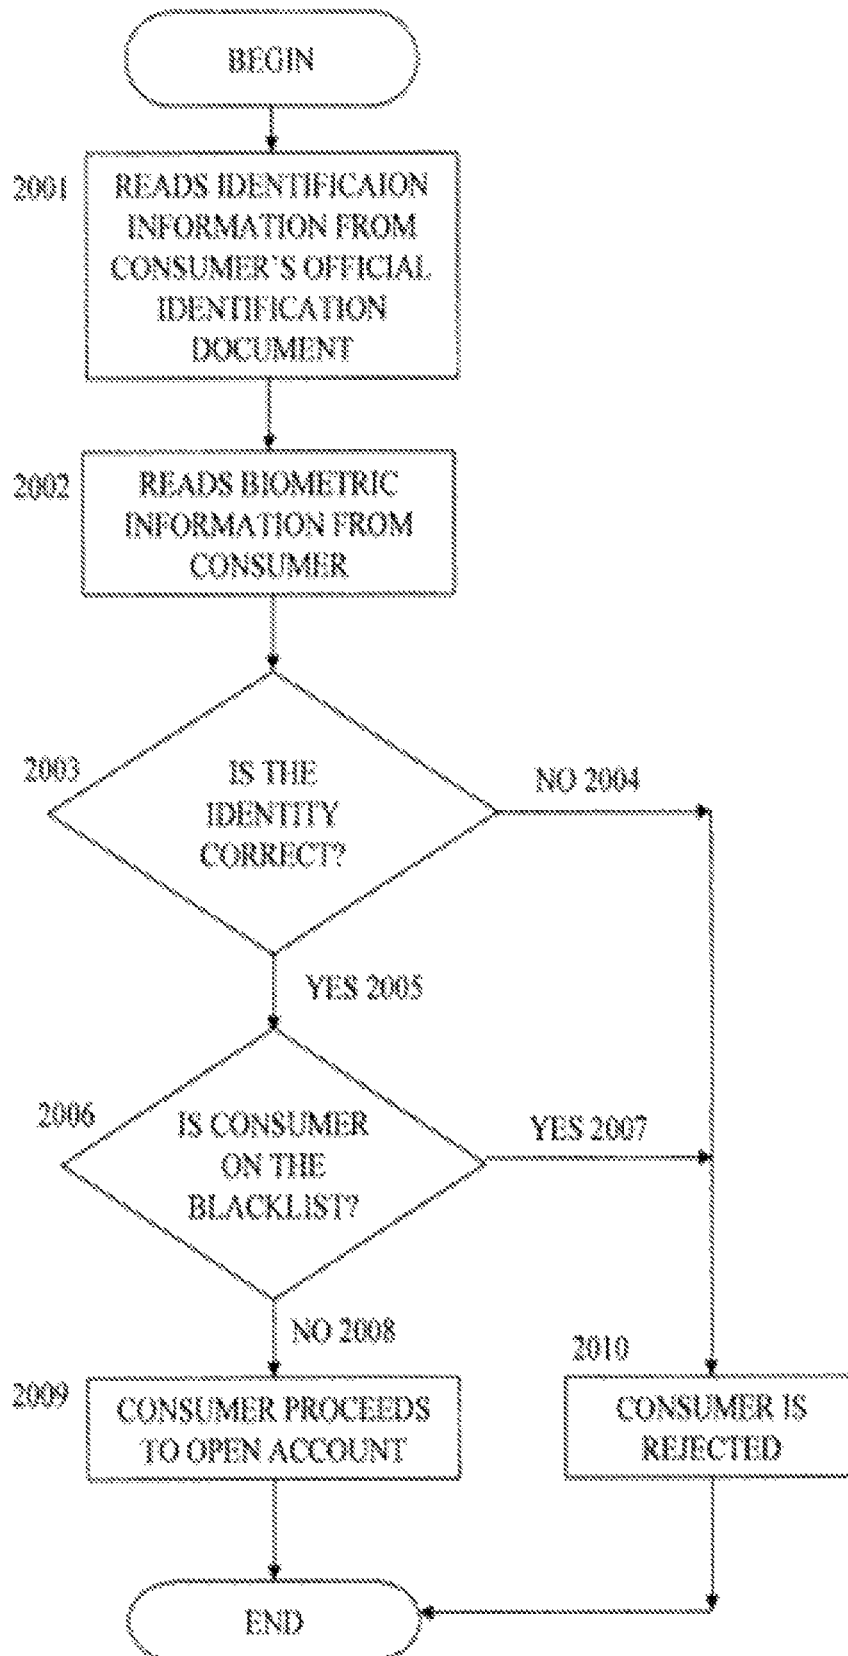 BEGIN
2001
READS IDENTIFICAION
INFORMATION FROM
CONSUMER'S OFFICIAL
IDENTIFICATION
DOCUMENT
2002
READS BIOMETRIC
INFORMATION FROM
CONSUMER
2003
IS THE
IDENTITY
CORRECT?
NO 2004
YES 2005
2006
IS CONSUMER
ON THE
BLACKLIST?
YES 2007
NO 2008
2009
CONSUMER PROCEEDS
TO OPEN ACCOUNT
2010
CONSUMER IS
REJECTED
END